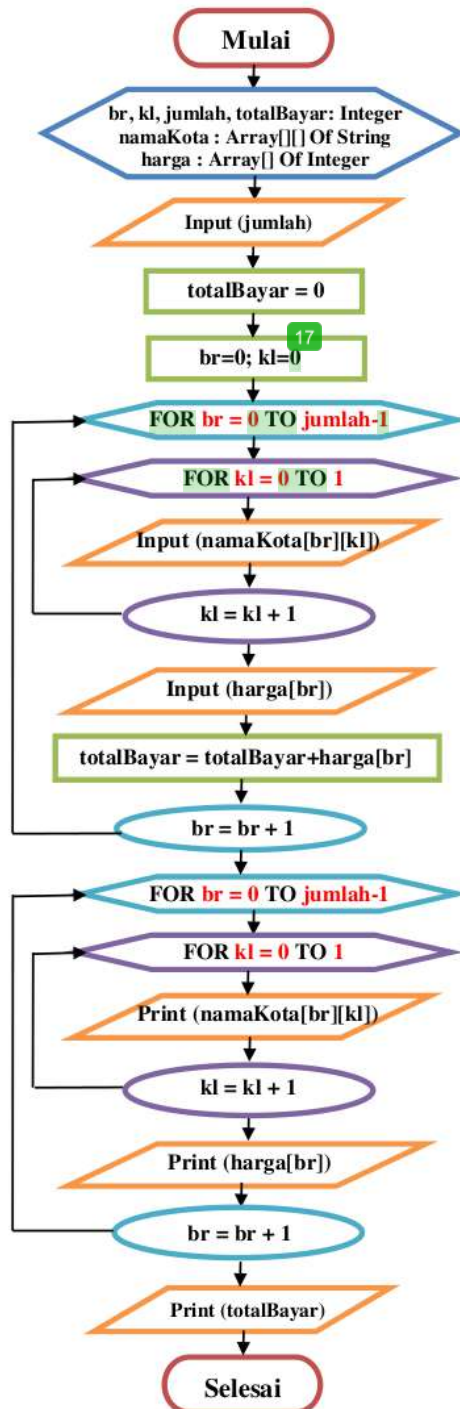 Mulai
br, kl, jumlah, totalBayar: Integer
namaKota : Array[][] Of String
harga : Array[] Of Integer
Input (jumlah)
totalBayar = 0
17
br=0; kl=0
FOR br = 0 TO jumlah-1
FOR kl = 0 TO 1
Input (namaKota[br][kl])
kl = kl + 1
Input (harga[br])
totalBayar = totalBayar+harga[br]
br = br + 1
FOR br = 0 TO jumlah-1
FOR kl = 0 TO 1
Print (namaKota[br][kl])
kl = kl + 1
Print (harga[br])
br = br + 1
Print (totalBayar)
Selesai